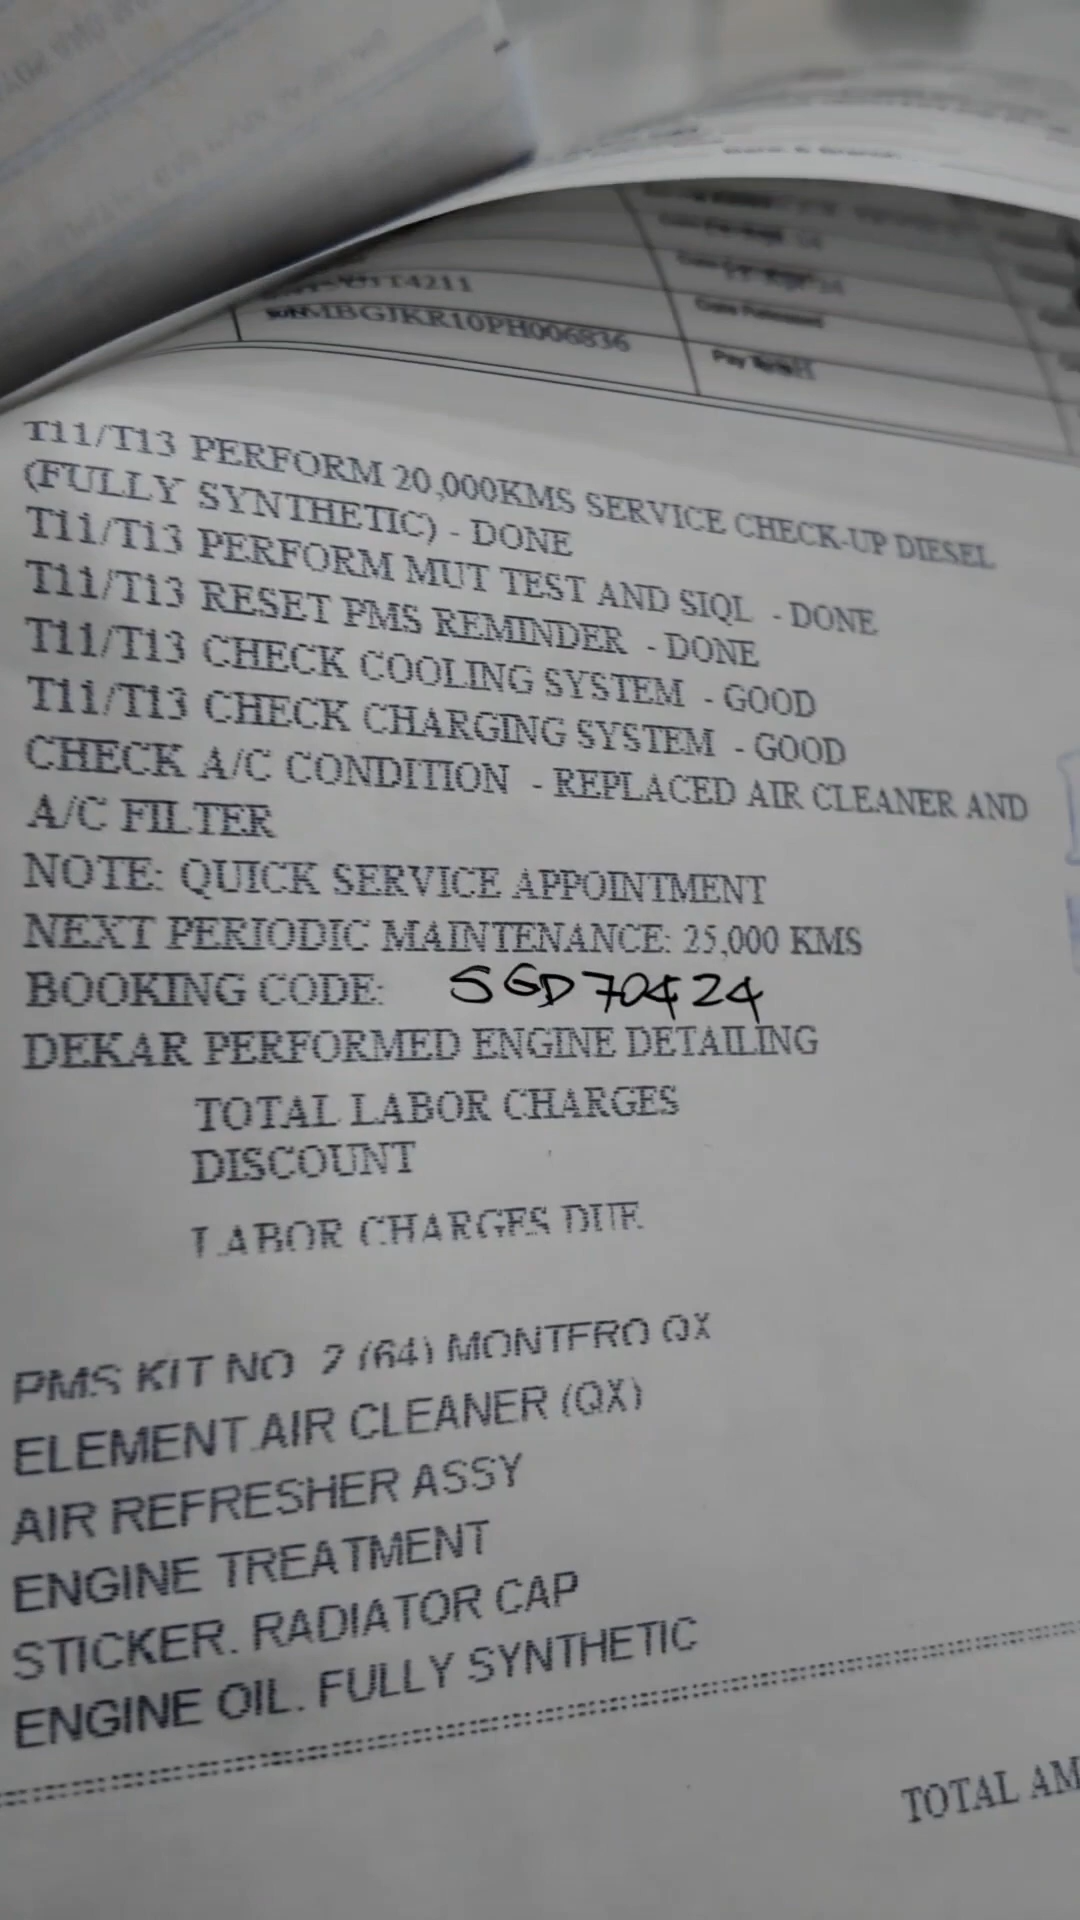 T4211
MBGJKR10PH006836
Pay
T11/T13 PERFORM 20,000KMS SERVICE CHECK-UP DIESEL
(FULLY SYNTHETIC) - DONE
T11/T13 PERFORM MUT TEST AND SIQL - DONE
T11/T13 RESET PMS REMINDER - DONE
T11/T13 CHECK COOLING SYSTEM - GOOD
T11/T13 CHECK CHARGING SYSTEM - GOOD
CHECK A/C CONDITION - REPLACED AIR CLEANER AND
A/C FILTER
NOTE: QUICK SERVICE APPOINTMENT
NEXT PERIODIC MAINTENANCE: 25,000 KMS
BOOKING CODE: SGD70424
DEKAR PERFORMED ENGINE DETAILING
TOTAL LABOR CHARGES
DISCOUNT
LABOR CHARGES DUE
PMS KIT NO 2 (64) MONTERO QX
ELEMENT AIR CLEANER (QX)
AIR REFRESHER ASSY
ENGINE TREATMENT
STICKER. RADIATOR CAP
ENGINE OIL. FULLY SYNTHETIC
TOTAL AM